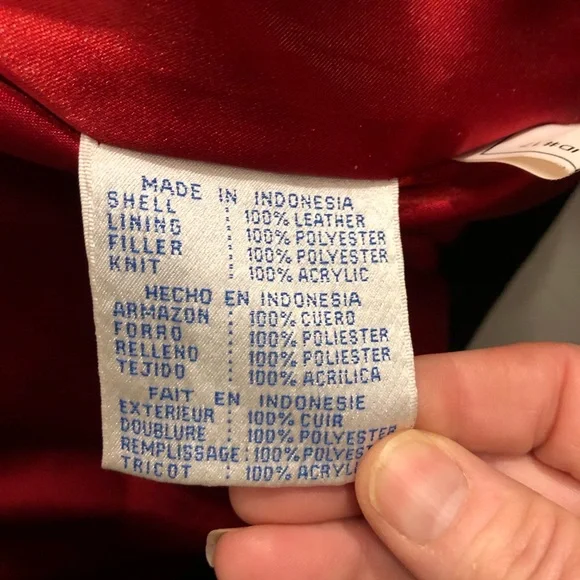 MADE IN INDONESIA
SHELL : 100% LEATHER
LINING : 100% POLYESTER
FILLER : 100% POLYESTER
KNIT : 100% ACRYLIC
HECHO EN INDONESIA
ARMAZON : 100% CUERO
FORRO : 100% POLIESTER
RELLENO : 100% POLIESTER
TEJIDO : 100% ACRILICA
FAIT EN INDONESIE
EXTERIEUR : 100% CUIR
DOUBLURE : 100% POLYESTER
REMPLISSAGE : 100% POLYEST
TRICOT : 100% ACRYL